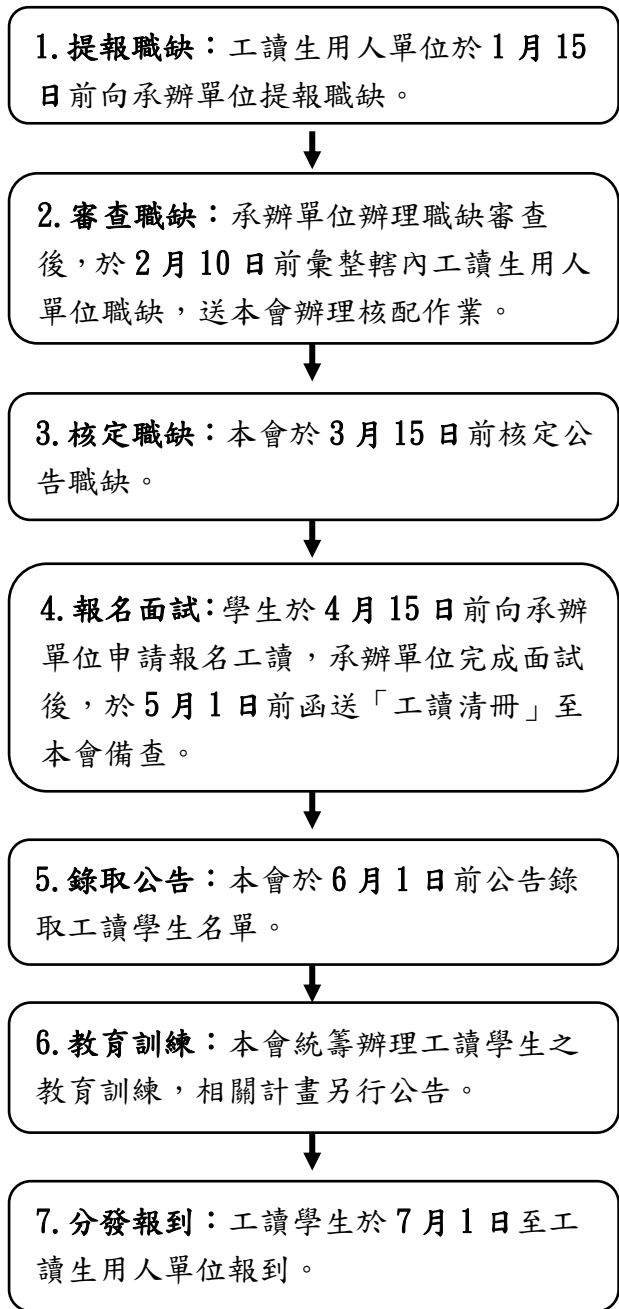 1.提報職缺：工讀生用人單位於 1 月 15
日前向承辦單位提報職缺。
2.審查職缺：承辦單位辦理職缺審查
後，於 2 月 10 日前彙整轄內工讀生用人
單位職缺，送本會辦理核配作業。
3.核定職缺：本會於 3 月 15 日前核定公
告職缺。
4.報名面試：學生於 4 月 15 日前向承辦
單位申請報名工讀，承辦單位完成面試
後，於 5 月 1 日前函送「工讀清冊」至
本會備查。
5.錄取公告：本會於 6 月 1 日前公告錄
取工讀學生名單。
6.教育訓練：本會統籌辦理工讀學生之
教育訓練，相關計畫另行公告。
7.分發報到：工讀學生於 7 月 1 日至工
讀生用人單位報到。